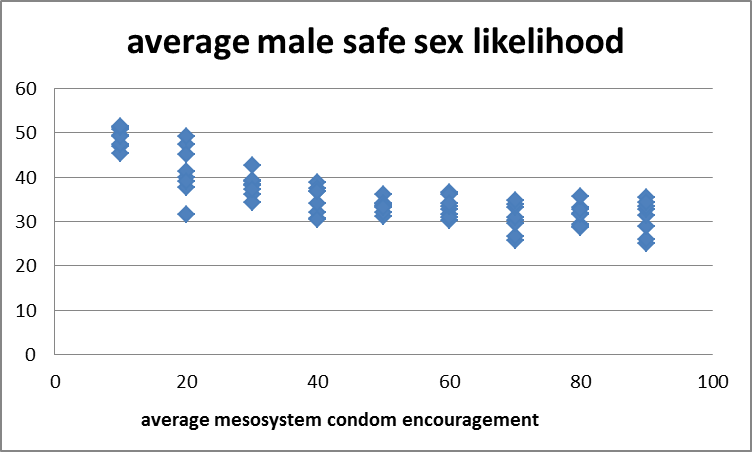 average male safe sex likelihood
60
50
40
30
20
10
0
0 20 40 60 80 100
average mesosystem condom encouragement